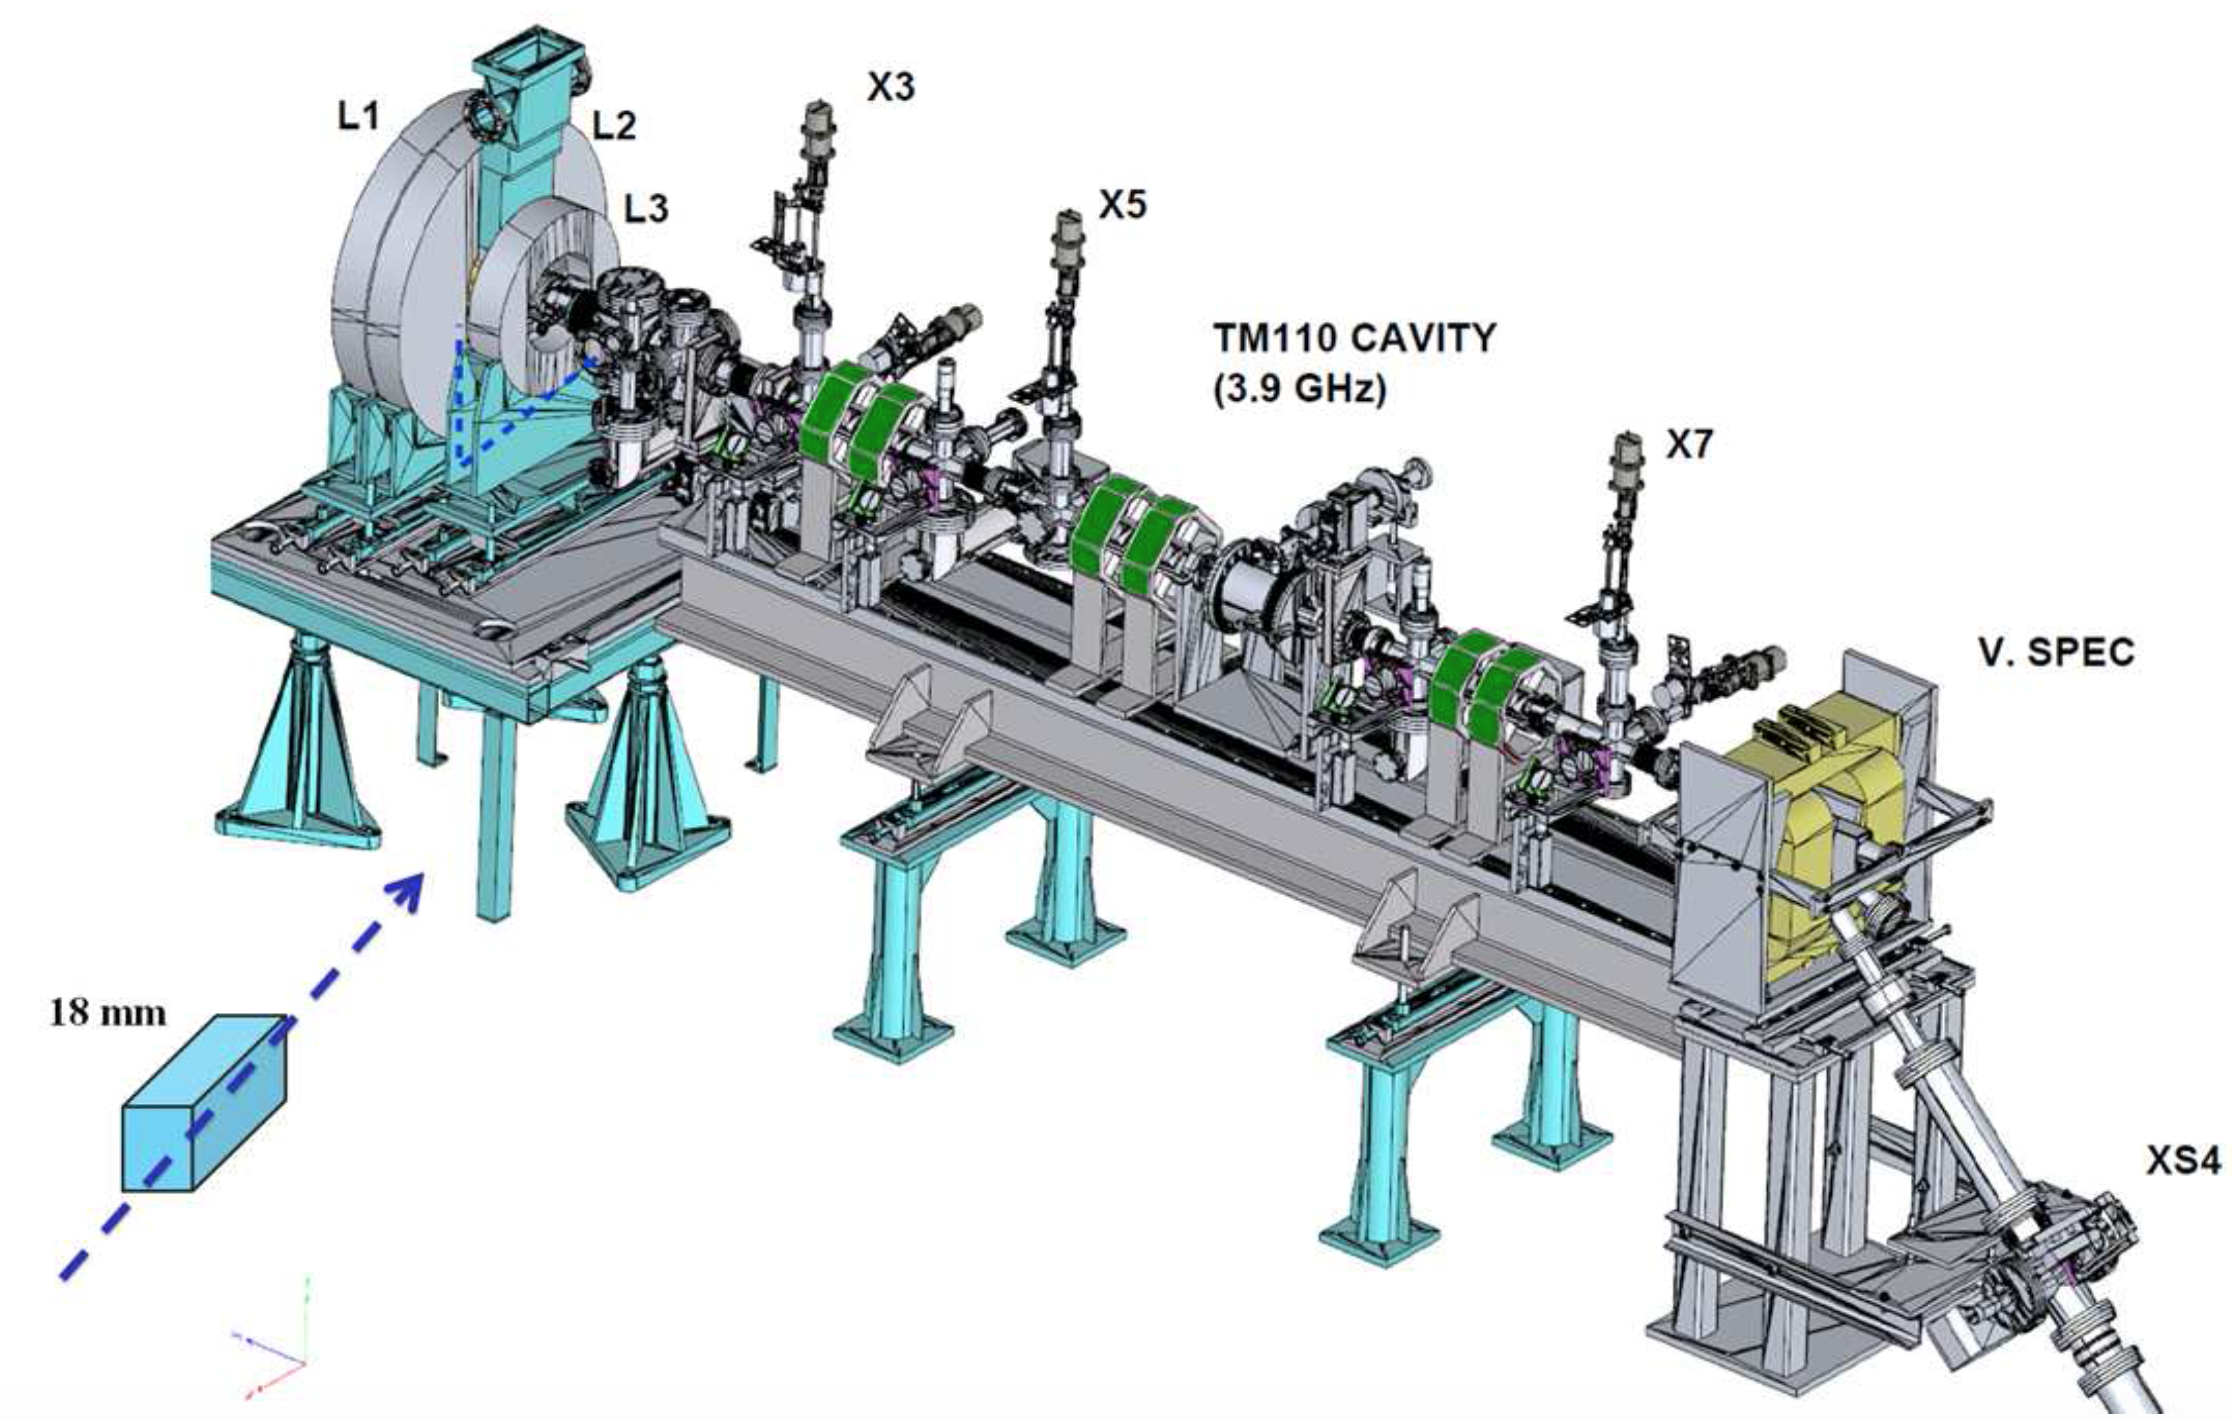 L1
L2
L3
X3
X5
TM110 CAVITY
(3.9 GHz)
X7
V. SPEC
18 mm
XS4